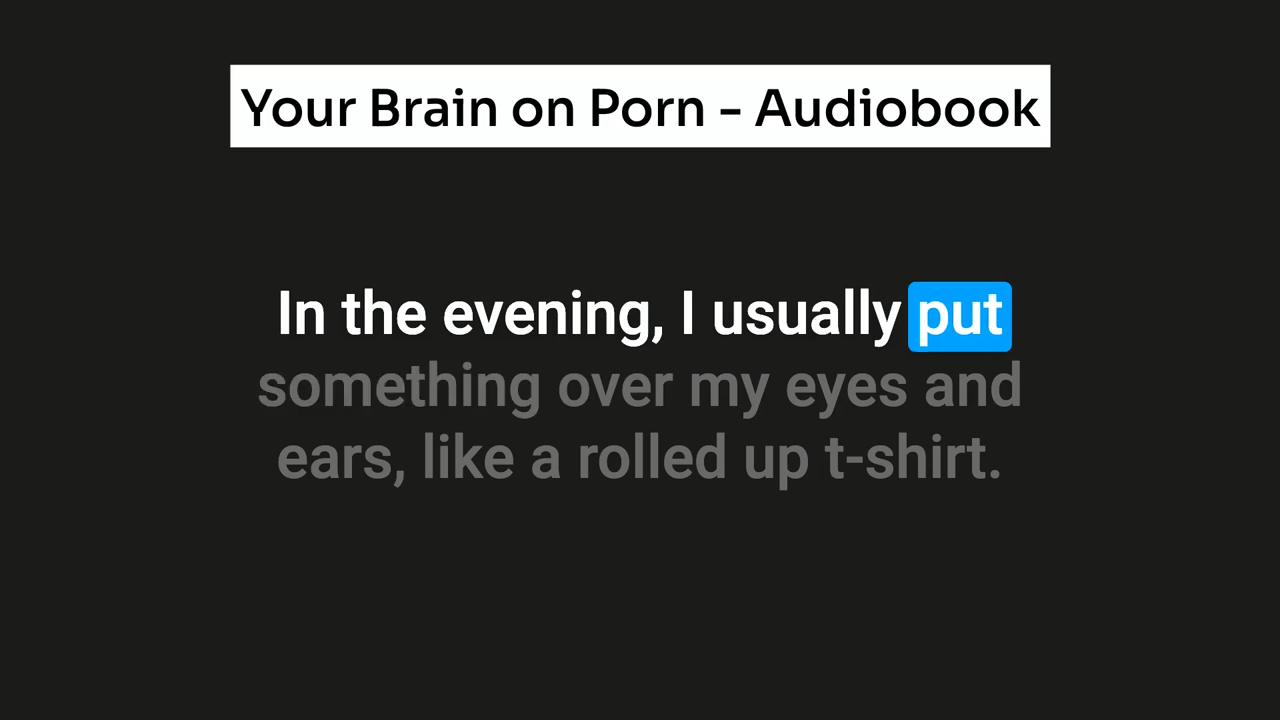 Your Brain on Porn - Audiobook
In the evening, I usually put
something over my eyes and
ears, like a rolled up t-shirt.